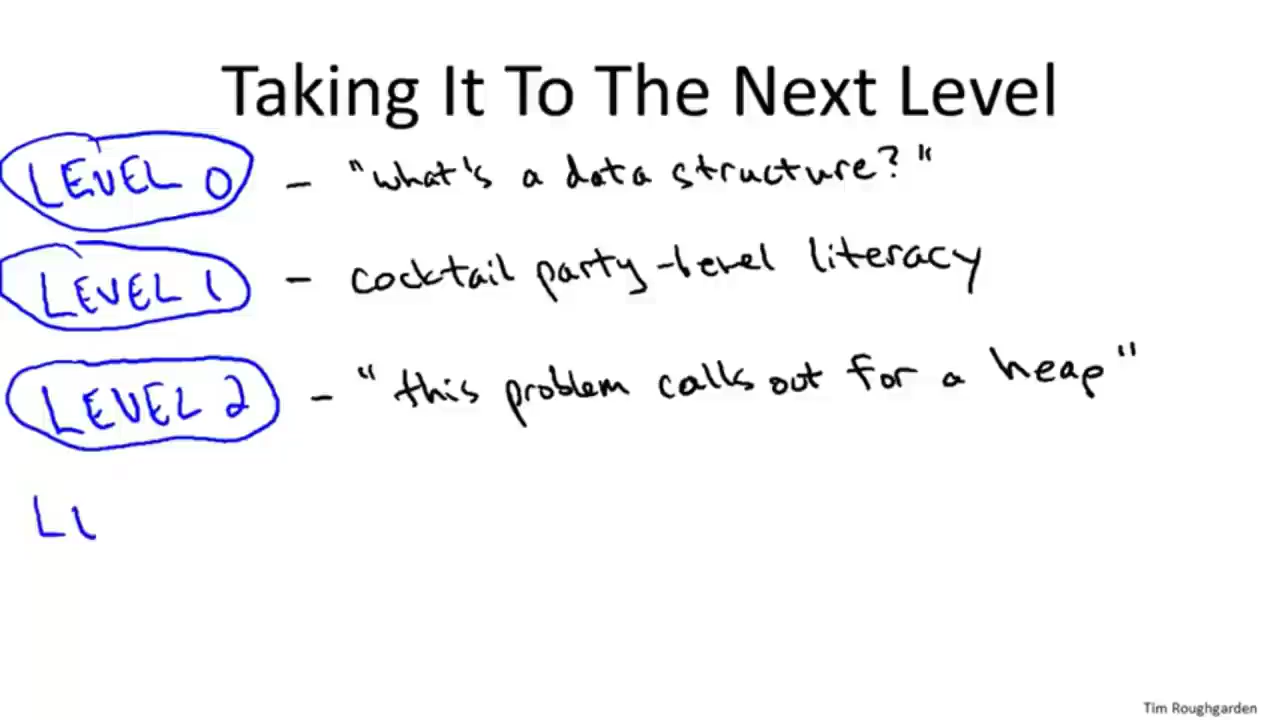 Taking It To The Next Level
LEVEL 0 - "what's a data structure?"
LEVEL 1 - cocktail party-level literacy
LEVEL 2 - "this problem calls out for a heap"
L
Tim Roughgarden